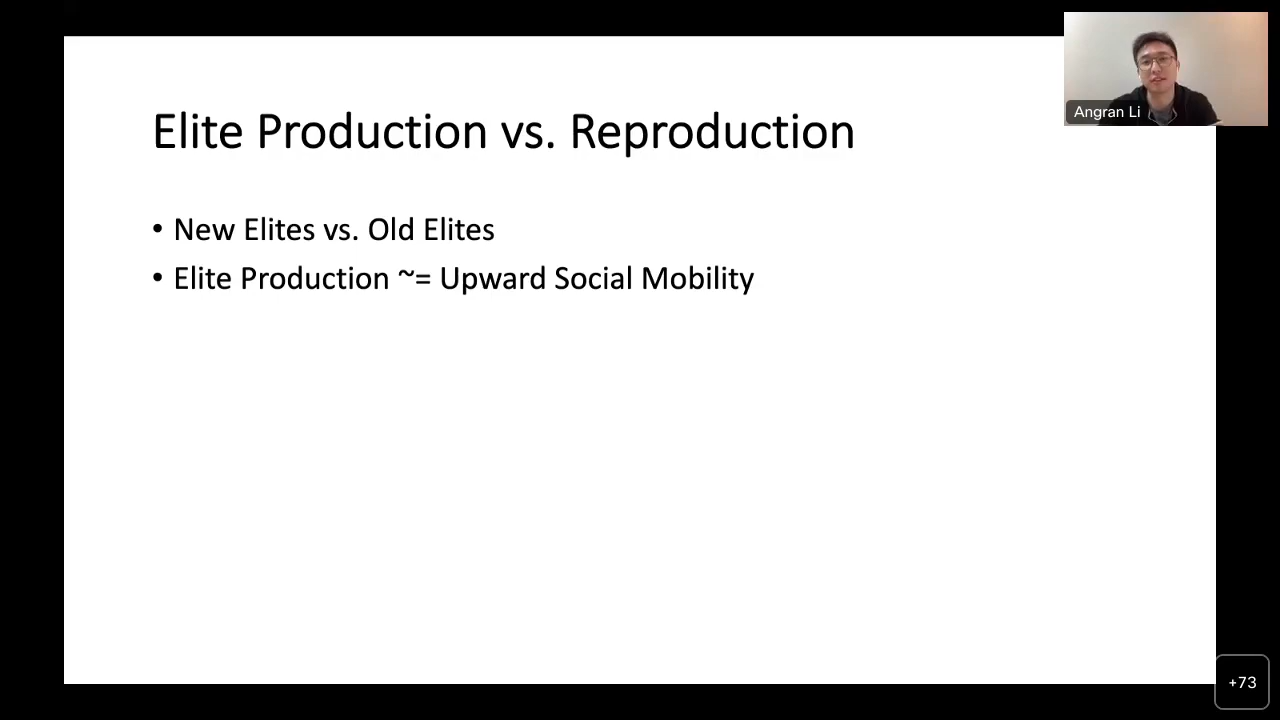 Elite Production vs. Reproduction
• New Elites vs. Old Elites
• Elite Production ~= Upward Social Mobility
Angran Li
+73